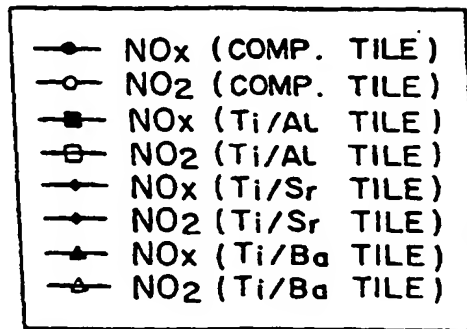 NOx (COMP. TILE)
NO2 (COMP. TILE)
NOx (Ti/AL TILE)
NO2 (Ti/AL TILE)
NOx (Ti/Sr TILE)
NO2 (Ti/Sr TILE)
NOx (Ti/Ba TILE)
NO2 (Ti/Ba TILE)